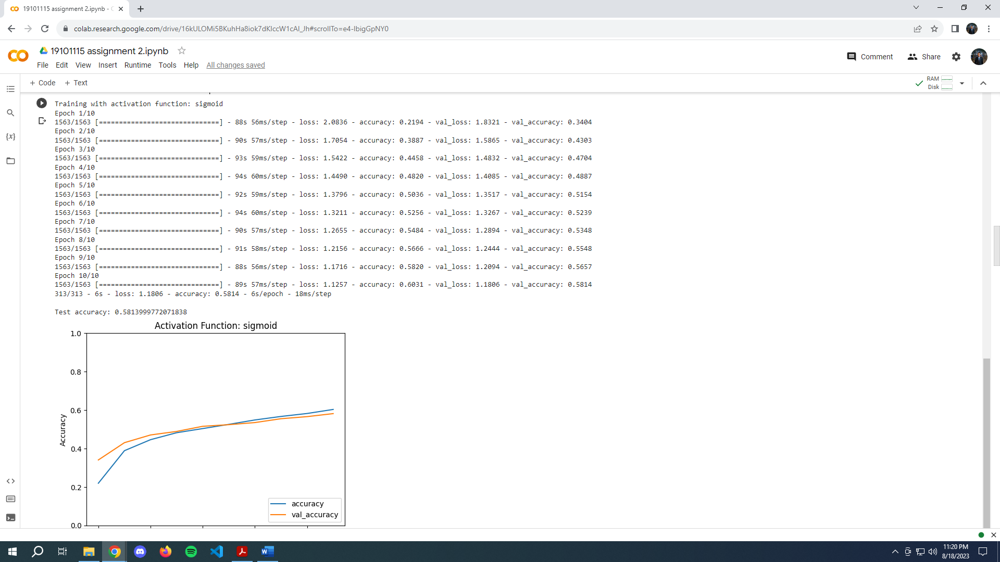 19101115 assignment 2.ipynb - C
colab.research.google.com/drive/16kULOMi5BKuhHa8iok7dKIccW1cAI_Jh#scrollTo=e4-IbigGpNY0
19101115 assignment 2.ipynb
File Edit View Insert Runtime Tools Help All changes saved
Comment Share
+ Code + Text
RAM
Disk
Training with activation function: sigmoid
Epoch 1/10
1563/1563 [==============================] - 88s 56ms/step - loss: 2.0836 - accuracy: 0.2194 - val_loss: 1.8321 - val_accuracy: 0.3404
Epoch 2/10
1563/1563 [==============================] - 90s 57ms/step - loss: 1.7054 - accuracy: 0.3887 - val_loss: 1.5865 - val_accuracy: 0.4303
Epoch 3/10
1563/1563 [==============================] - 93s 59ms/step - loss: 1.5422 - accuracy: 0.4458 - val_loss: 1.4832 - val_accuracy: 0.4704
Epoch 4/10
1563/1563 [==============================] - 94s 60ms/step - loss: 1.4490 - accuracy: 0.4820 - val_loss: 1.4085 - val_accuracy: 0.4887
Epoch 5/10
1563/1563 [==============================] - 92s 59ms/step - loss: 1.3796 - accuracy: 0.5036 - val_loss: 1.3517 - val_accuracy: 0.5154
Epoch 6/10
1563/1563 [==============================] - 94s 60ms/step - loss: 1.3211 - accuracy: 0.5256 - val_loss: 1.3267 - val_accuracy: 0.5239
Epoch 7/10
1563/1563 [==============================] - 90s 57ms/step - loss: 1.2655 - accuracy: 0.5484 - val_loss: 1.2894 - val_accuracy: 0.5348
Epoch 8/10
1563/1563 [==============================] - 91s 58ms/step - loss: 1.2156 - accuracy: 0.5666 - val_loss: 1.2444 - val_accuracy: 0.5548
Epoch 9/10
1563/1563 [==============================] - 88s 56ms/step - loss: 1.1716 - accuracy: 0.5820 - val_loss: 1.2094 - val_accuracy: 0.5657
Epoch 10/10
1563/1563 [==============================] - 89s 57ms/step - loss: 1.1257 - accuracy: 0.6031 - val_loss: 1.1806 - val_accuracy: 0.5814
313/313 - 6s - loss: 1.1806 - accuracy: 0.5814 - 6s/epoch - 18ms/step
Test accuracy: 0.5813999772071838
Activation Function: sigmoid
1.0
0.8
0.6
0.4
0.2
0.0
Accuracy
accuracy
val_accuracy
11:20 PM
8/18/2023